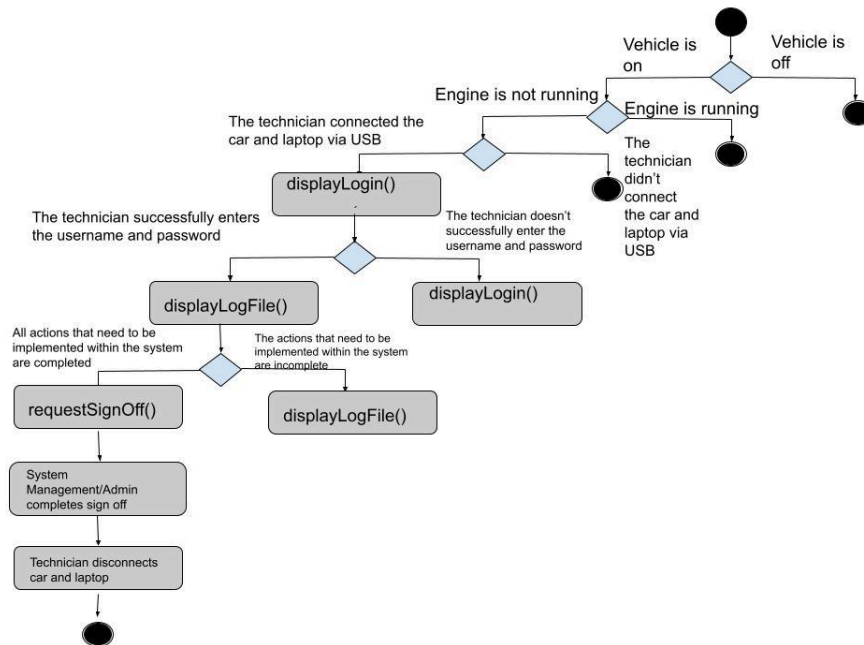 Vehicle is
on
Vehicle is
off
Engine is not running
Engine is running
The technician connected the
car and laptop via USB
The
technician
didn't
connect
the car and
laptop via
USB
displayLogin()
The technician successfully enters
the username and password
The technician doesn't
successfully enter the
username and password
displayLogFile()
displayLogin()
All actions that need to be
implemented within the system
are completed
The actions that need to be
implemented within the system
are incomplete
requestSignOff()
displayLogFile()
System
Management/Admin
completes sign off
Technician disconnects
car and laptop